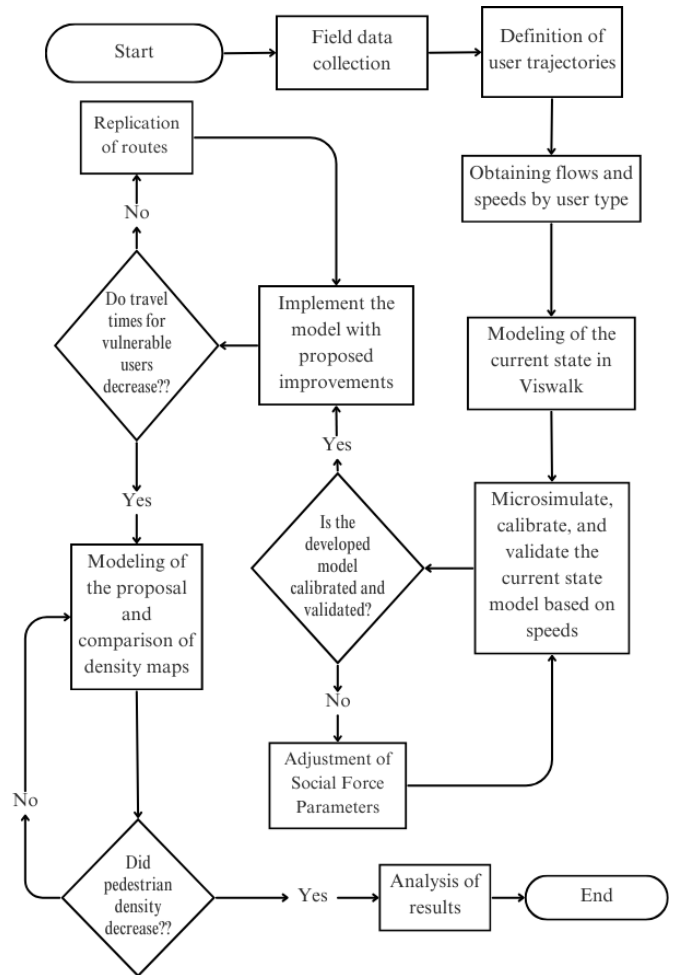 Start
Field data
collection
Definition of
user trajectories
Obtaining flows and
speeds by user type
Modeling of the
current state in
Viswalk
Microsimulate,
calibrate, and
validate the
current state
model based on
speeds
Is the
developed
model
calibrated and
validated?
No
Adjustment of
Social Force
Parameters
Yes
Implement the
model with
proposed
improvements
Do travel
times for
vulnerable
users
decrease??
No
Replication
of routes
Yes
Modeling of
the proposal
and
comparison of
density maps
Did
pedestrian
density
decrease??
No
Yes
Analysis of
results
End